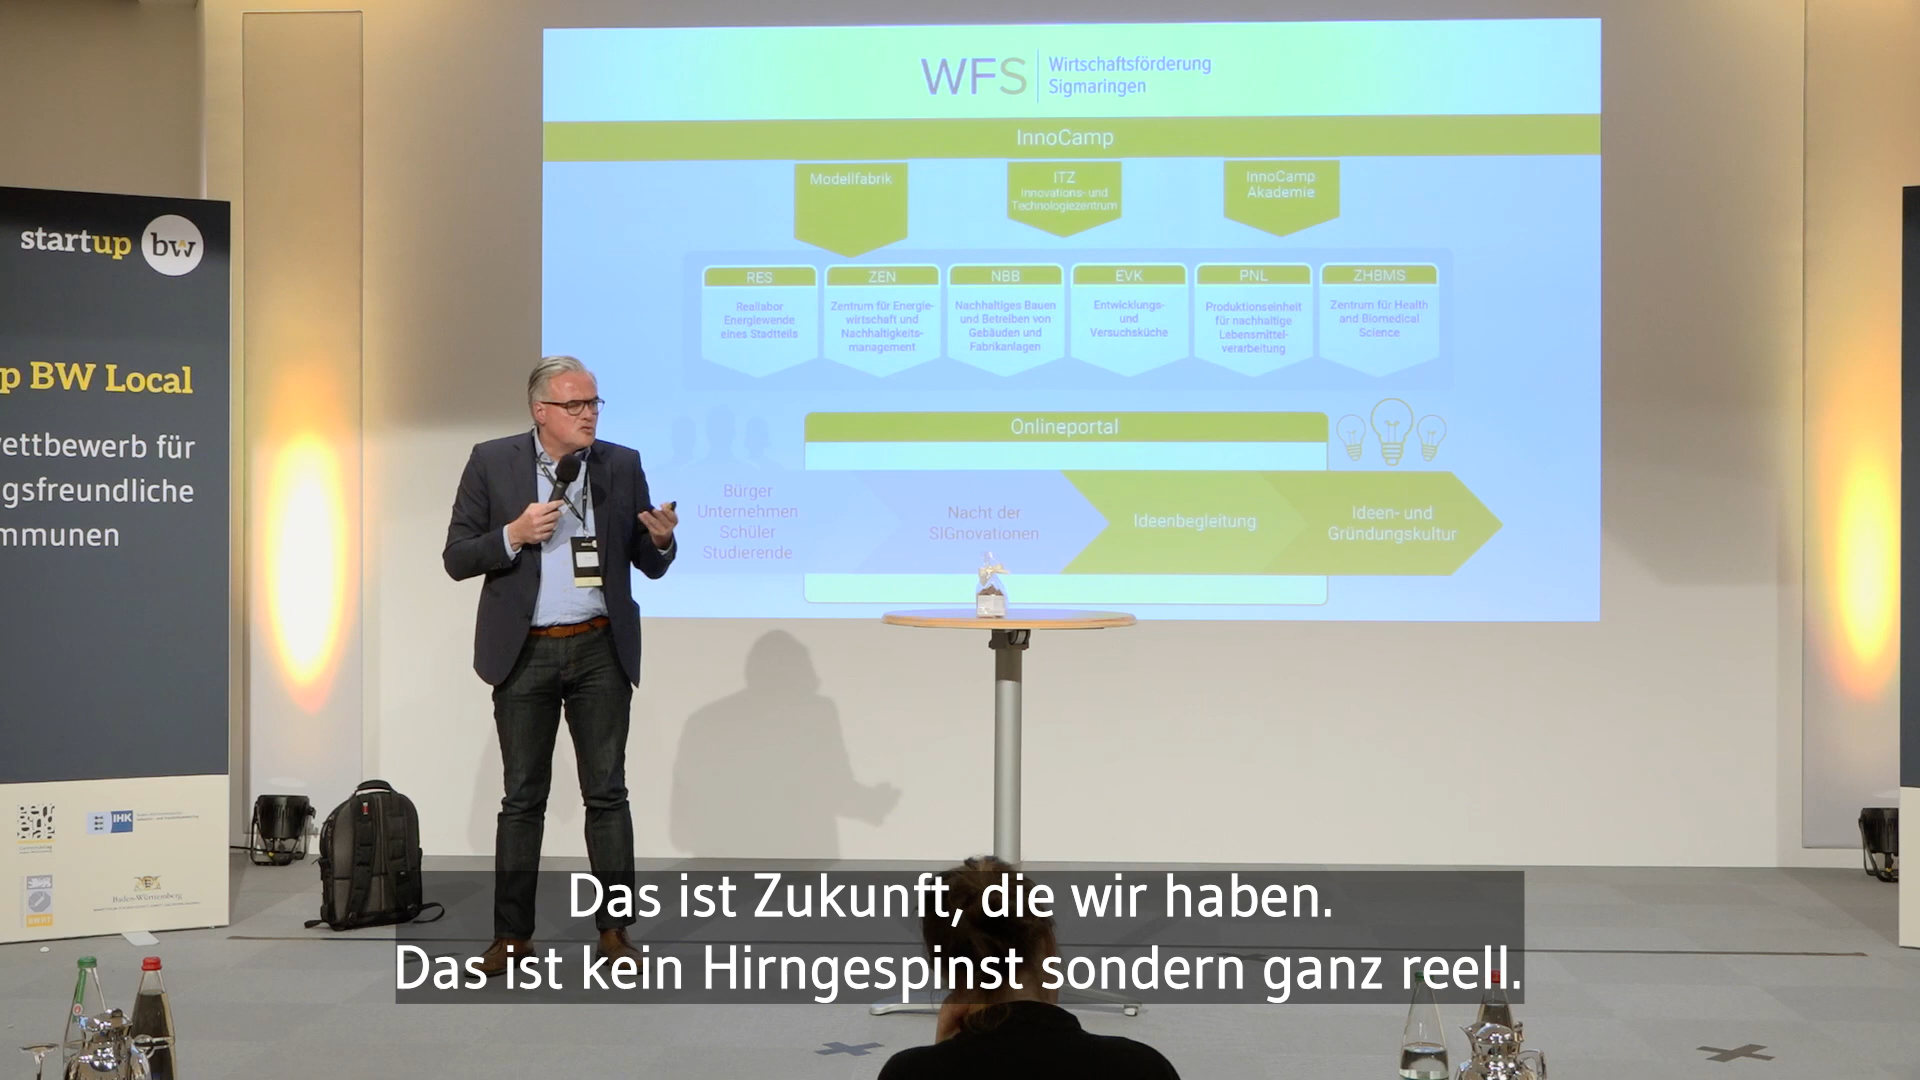 WFS
Wirtschaftsförderung
Sigmaringen
InnoCamp
Modellfabrik
ITZ
Innovations- und
Technologiezentrum
InnoCamp
Akademie
RES
Reallabor
Energiewende
eines Stadtteils
ZEN
Zentrum für Energie-
wirtschaft und
Nachhaltigkeits-
management
NBB
Nachhaltiges Bauen
und Betreiben von
Gebäuden und
Fabrikanlagen
EVK
Entwicklungs-
und
Versuchsküche
PNL
Produktionseinheit
für nachhaltige
Lebensmittel-
verarbeitung
ZHBMS
Zentrum für Health
and Biomedical
Science
Onlineportal
Bürger
Unternehmen
Schüler
Studierende
Nacht der
SIGnovationen
Ideenbegleitung
Ideen- und
Gründungskultur
startup bw
p BW Local
ettbewerb für
gsfreundliche
mmunen
IHK
Baden-Württemberg
Das ist Zukunft, die wir haben.
Das ist kein Hirngespinst sondern ganz reell.